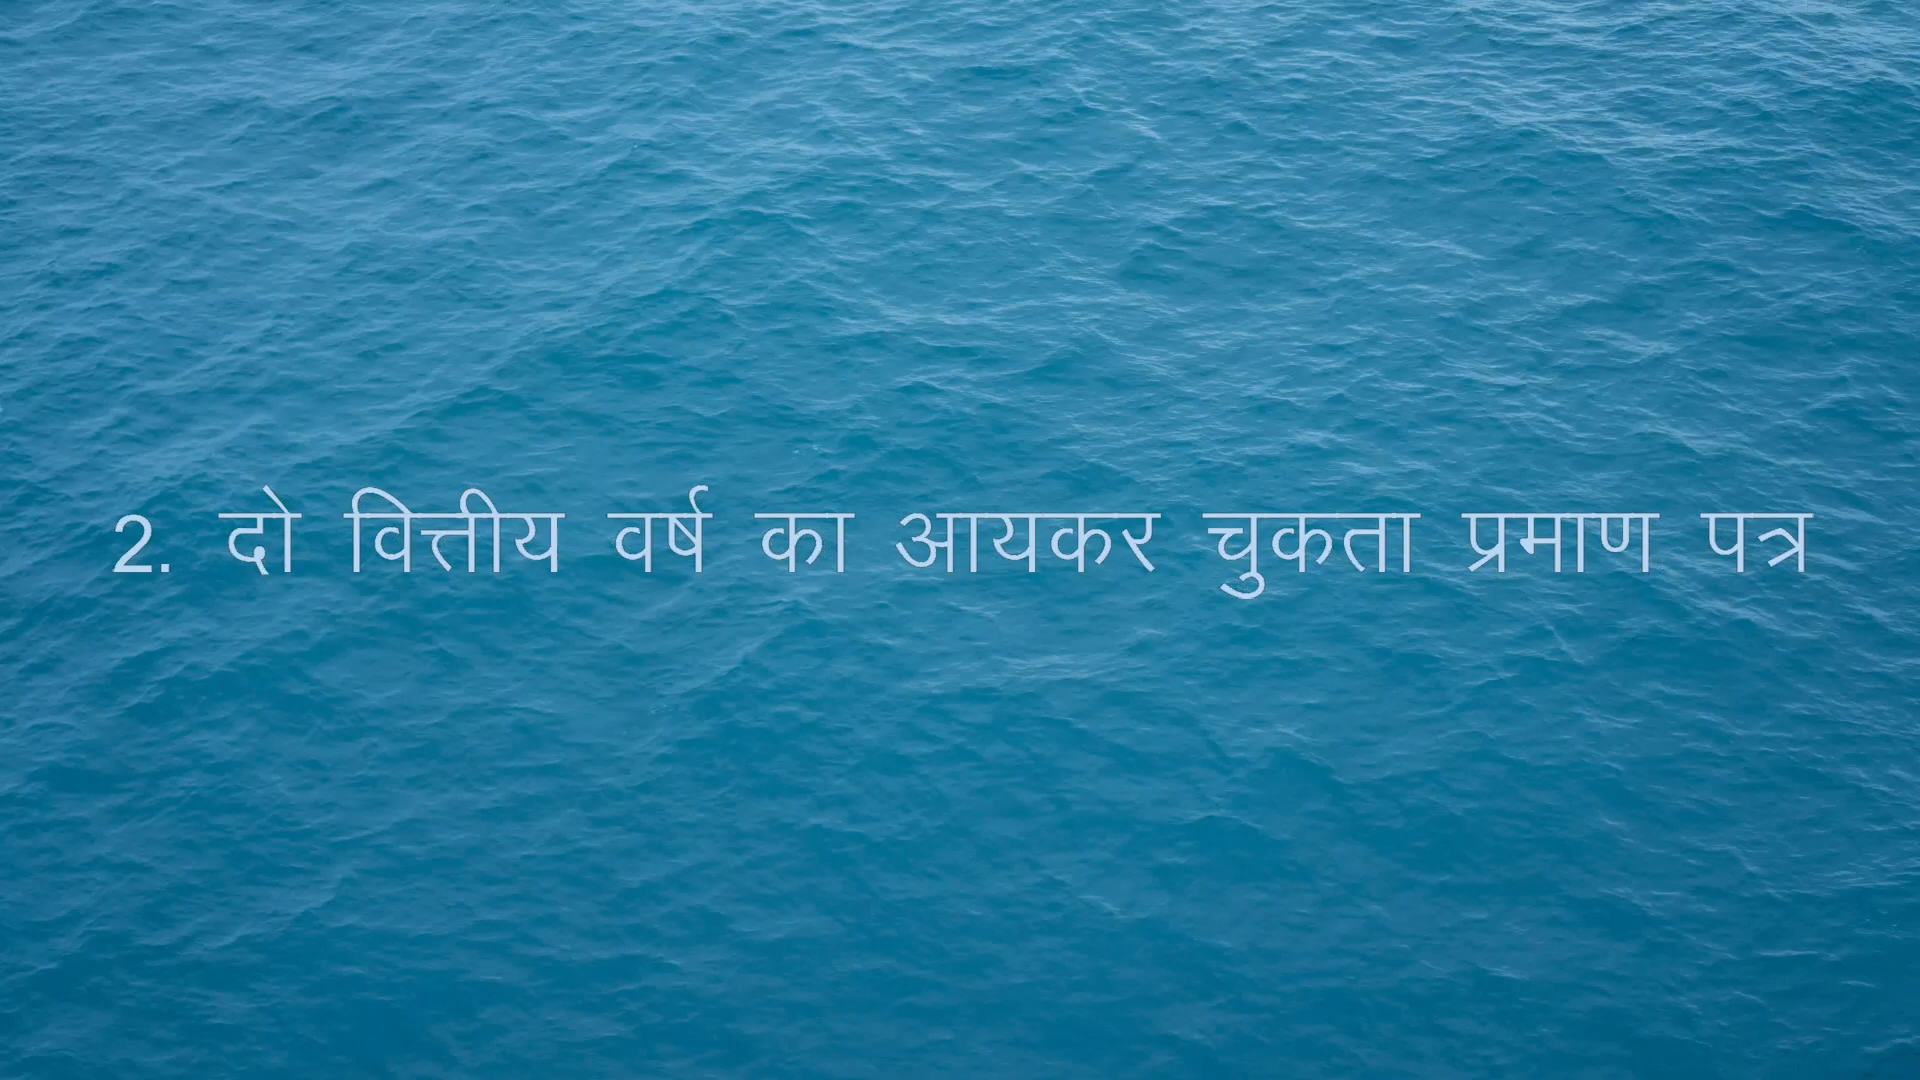 2. दो वित्तीय वर्ष का आयकर चुकता प्रमाण पत्र